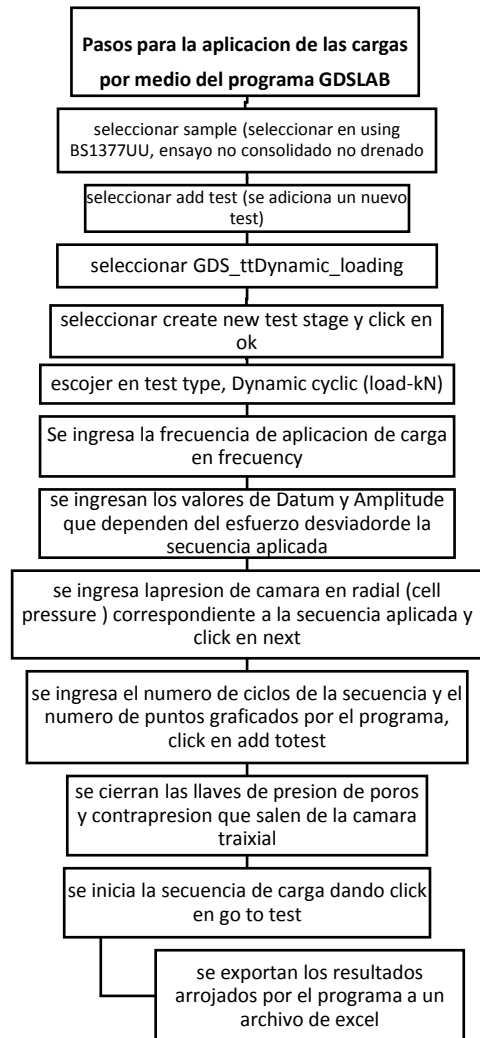 Pasos para la aplicacion de las cargas
por medio del programa GDSLAB
seleccionar sample (seleccionar en using
BS1377UU, ensayo no consolidado no drenado
seleccionar add test (se adiciona un nuevo
test)
seleccionar GDS_ttDynamic_loading
seleccionar create new test stage y click en
ok
escojer en test type, Dynamic cyclic (load-kN)
Se ingresa la frecuencia de aplicacion de carga
en frecuency
se ingresan los valores de Datum y Amplitude
que dependen del esfuerzo desviadorde la
secuencia aplicada
se ingresa lapresion de camara en radial (cell
pressure ) correspondiente a la secuencia aplicada y
click en next
se ingresa el numero de ciclos de la secuencia y el
numero de puntos graficados por el programa,
click en add totest
se cierran las llaves de presion de poros
y contrapresion que salen de la camara
traixial
se inicia la secuencia de carga dando click
en go to test
se exportan los resultados
arrojados por el programa a un
archivo de excel